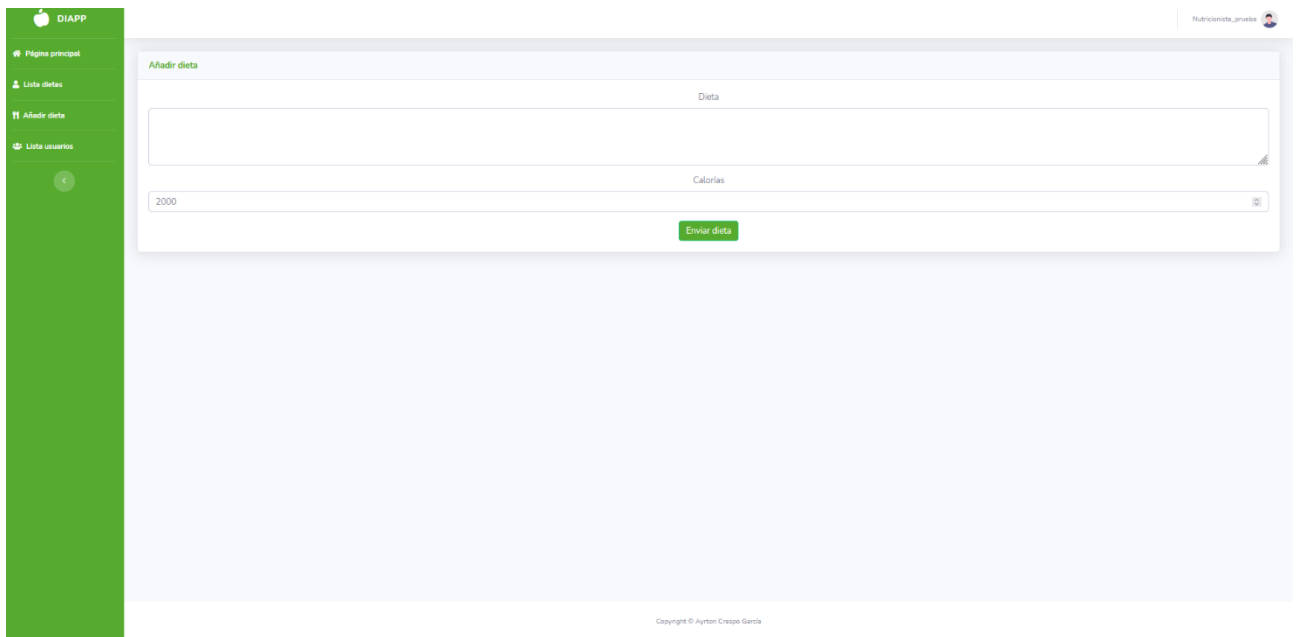 DIAPP
Nutricionista_prueba
Página principal
Lista dietas
Añadir dieta
Lista usuarios
Añadir dieta
Dieta
Calorías
2000
Enviar dieta
Copyright © Ayrton Crespo García